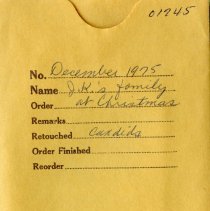 01245
No. December 1975
Name J.K.'s family
Order at Christmas
Remarks
Retouched Candids
Order Finished
Reorder